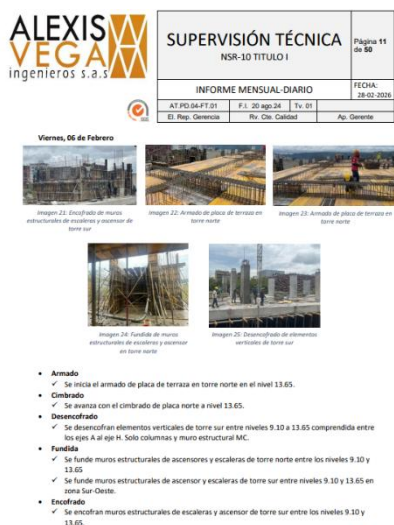 ALEXIS
VEGA
ingenieros s.a.s
SUPERVISIÓN TÉCNICA
NSR-10 TITULO I
Página 11
de 50
INFORME MENSUAL-DIARIO
FECHA:
28-02-2026
AT.PD.04-FT.01 F.I. 20 ago.24 Tv. 01
El. Rep. Gerencia Rv. Cte. Calidad Ap. Gerente
Viernes, 06 de Febrero
Imagen 21: Encofrado de muros
estructurales de escaleras y ascensor de
torre sur
Imagen 22: Armado de placa de terraza en
torre norte
Imagen 23: Armado de placa de terraza en
torre norte
Imagen 24: Fundida de muros
estructurales de escaleras y ascensor
en torre norte
Imagen 25: Desencofrado de elementos
verticales de torre sur
• Armado
✓ Se inicia el armado de placa de terraza en torre norte en el nivel 13.65.
• Cimbrado
✓ Se avanza con el cimbrado de placa norte a nivel 13.65.
• Desencofrado
✓ Se desencofran elementos verticales de torre sur entre niveles 9.10 a 13.65 comprendida entre
los ejes A al eje H. Solo columnas y muro estructural MC.
• Fundida
✓ Se funde muros estructurales de ascensores y escaleras de torre norte entre niveles 9.10 y
13.65
✓ Se funde muros estructurales de ascensor y escaleras de torre sur entre niveles 9.10 y 13.65 en
zona Sur-Oeste.
• Encofrado
✓ Se encofran muros estructurales de escaleras y ascensor de torre sur entre los niveles 9.10 y
13.65.